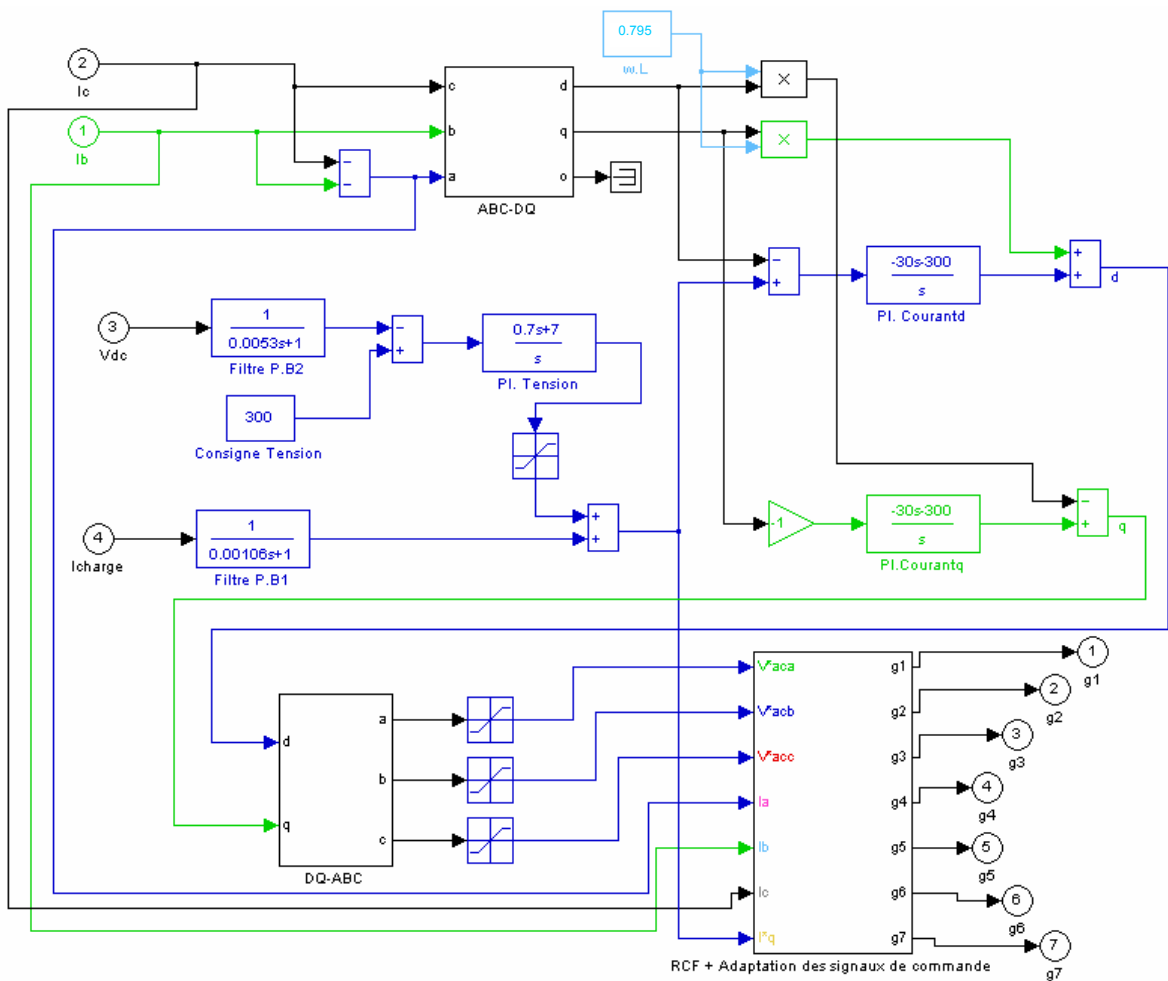 0.795
w.L
2
Ic
1
Ib
c
b
a
d
q
o
ABC-DQ
×
×
-
-
-
+
-30s-300
s
PI. Courantd
+
+
d
3
Vdc
1
0.0053s+1
Filtre P.B2
-
+
0.7s+7
s
PI. Tension
300
Consigne Tension
4
Icharge
1
0.00106s+1
Filtre P.B1
+
+
-1
-30s-300
s
PI.Courantq
-
+
q
d
q
a
b
c
DQ-ABC
V*aca
V*acb
V*acc
Ia
Ib
Ic
I*q
g1
g2
g3
g4
g5
g6
g7
RCF + Adaptation des signaux de commande
1
g1
2
g2
3
g3
4
g4
5
g5
6
g6
7
g7